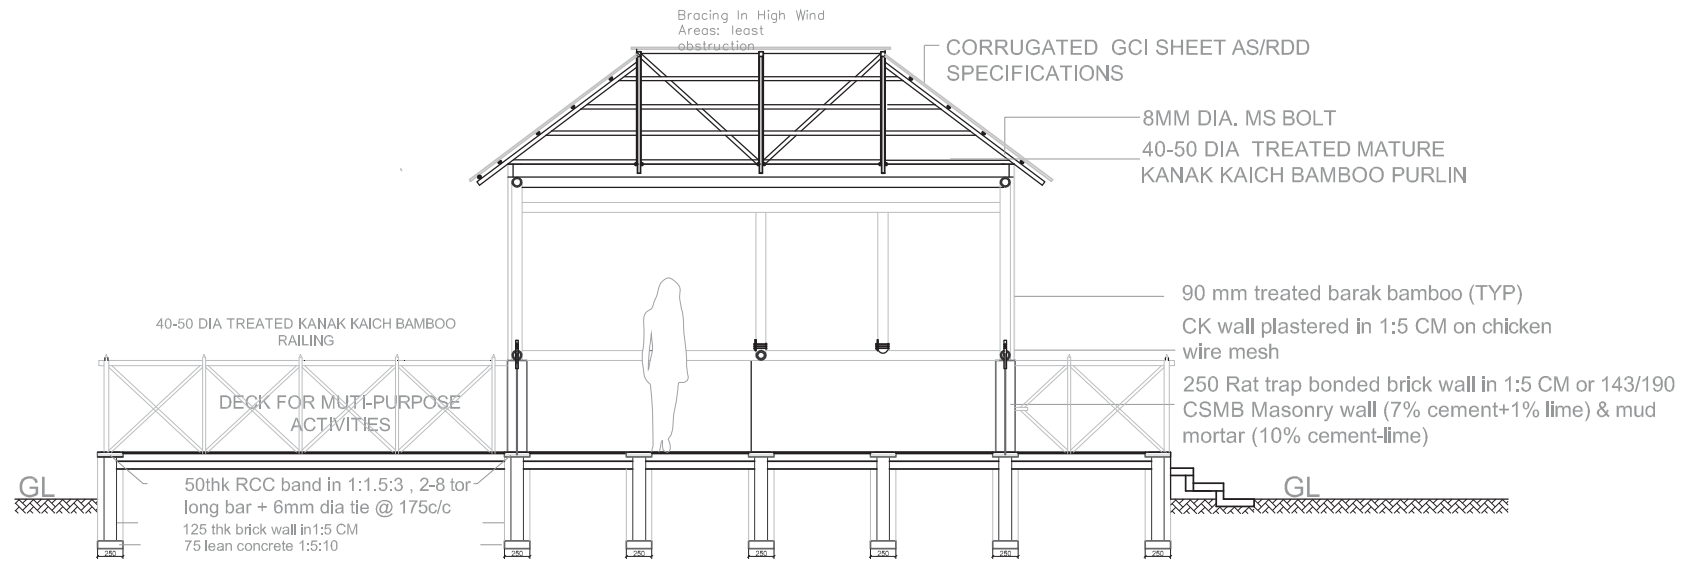 Bracing In High Wind
Areas: least
obstruction
CORRUGATED GCI SHEET AS/RDD
SPECIFICATIONS
8MM DIA. MS BOLT
40-50 DIA TREATED MATURE
KANAK KAICH BAMBOO PURLIN
90 mm treated barak bamboo (TYP)
CK wall plastered in 1:5 CM on chicken
wire mesh
250 Rat trap bonded brick wall in 1:5 CM or 143/190
CSMB Masonry wall (7% cement+1% lime) & mud
mortar (10% cement-lime)
40-50 DIA TREATED KANAK KAICH BAMBOO
RAILING
DECK FOR MUTI-PURPOSE
ACTIVITIES
GL
GL
50thk RCC band in 1:1.5:3 , 2-8 tor
long bar + 6mm dia tie @ 175c/c
125 thk brick wall in1:5 CM
75 lean concrete 1:5:10
250
250
250
250
250
250
250